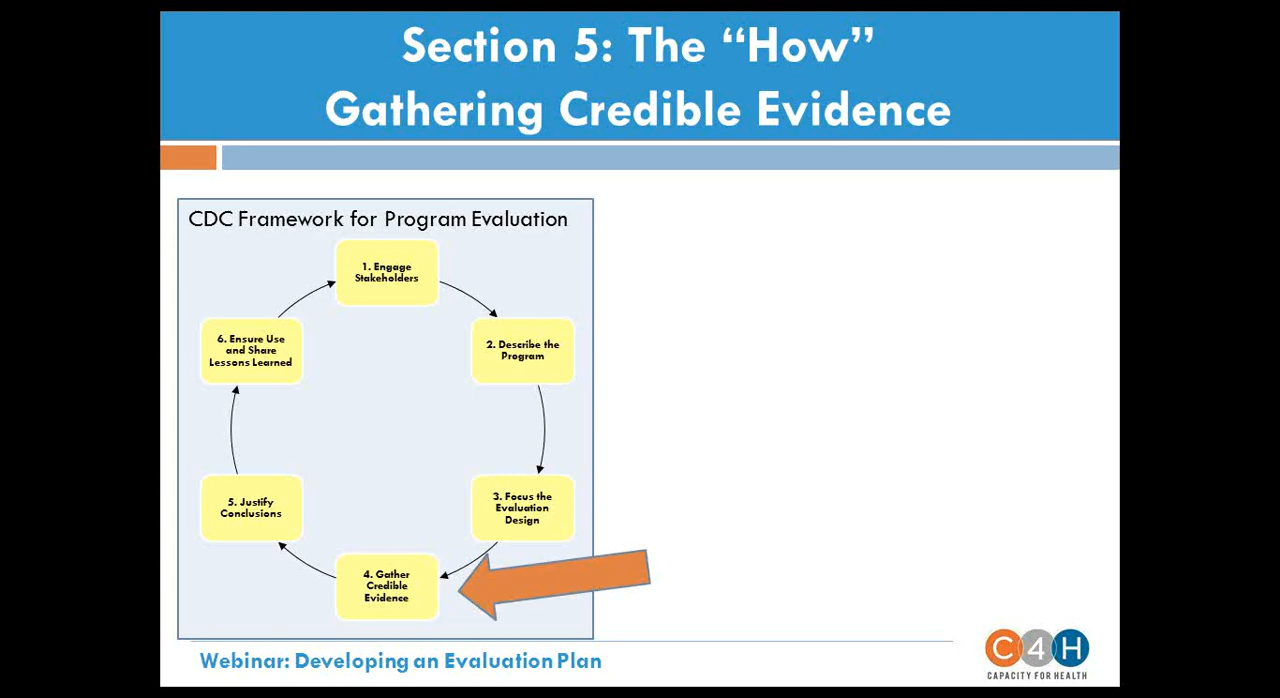 Section 5: The “How”
Gathering Credible Evidence
CDC Framework for Program Evaluation
1. Engage
Stakeholders
2. Describe the
Program
3. Focus the
Evaluation
Design
4. Gather
Credible
Evidence
5. Justify
Conclusions
6. Ensure Use
and Share
Lessons Learned
Webinar: Developing an Evaluation Plan
C4H
CAPACITY FOR HEALTH